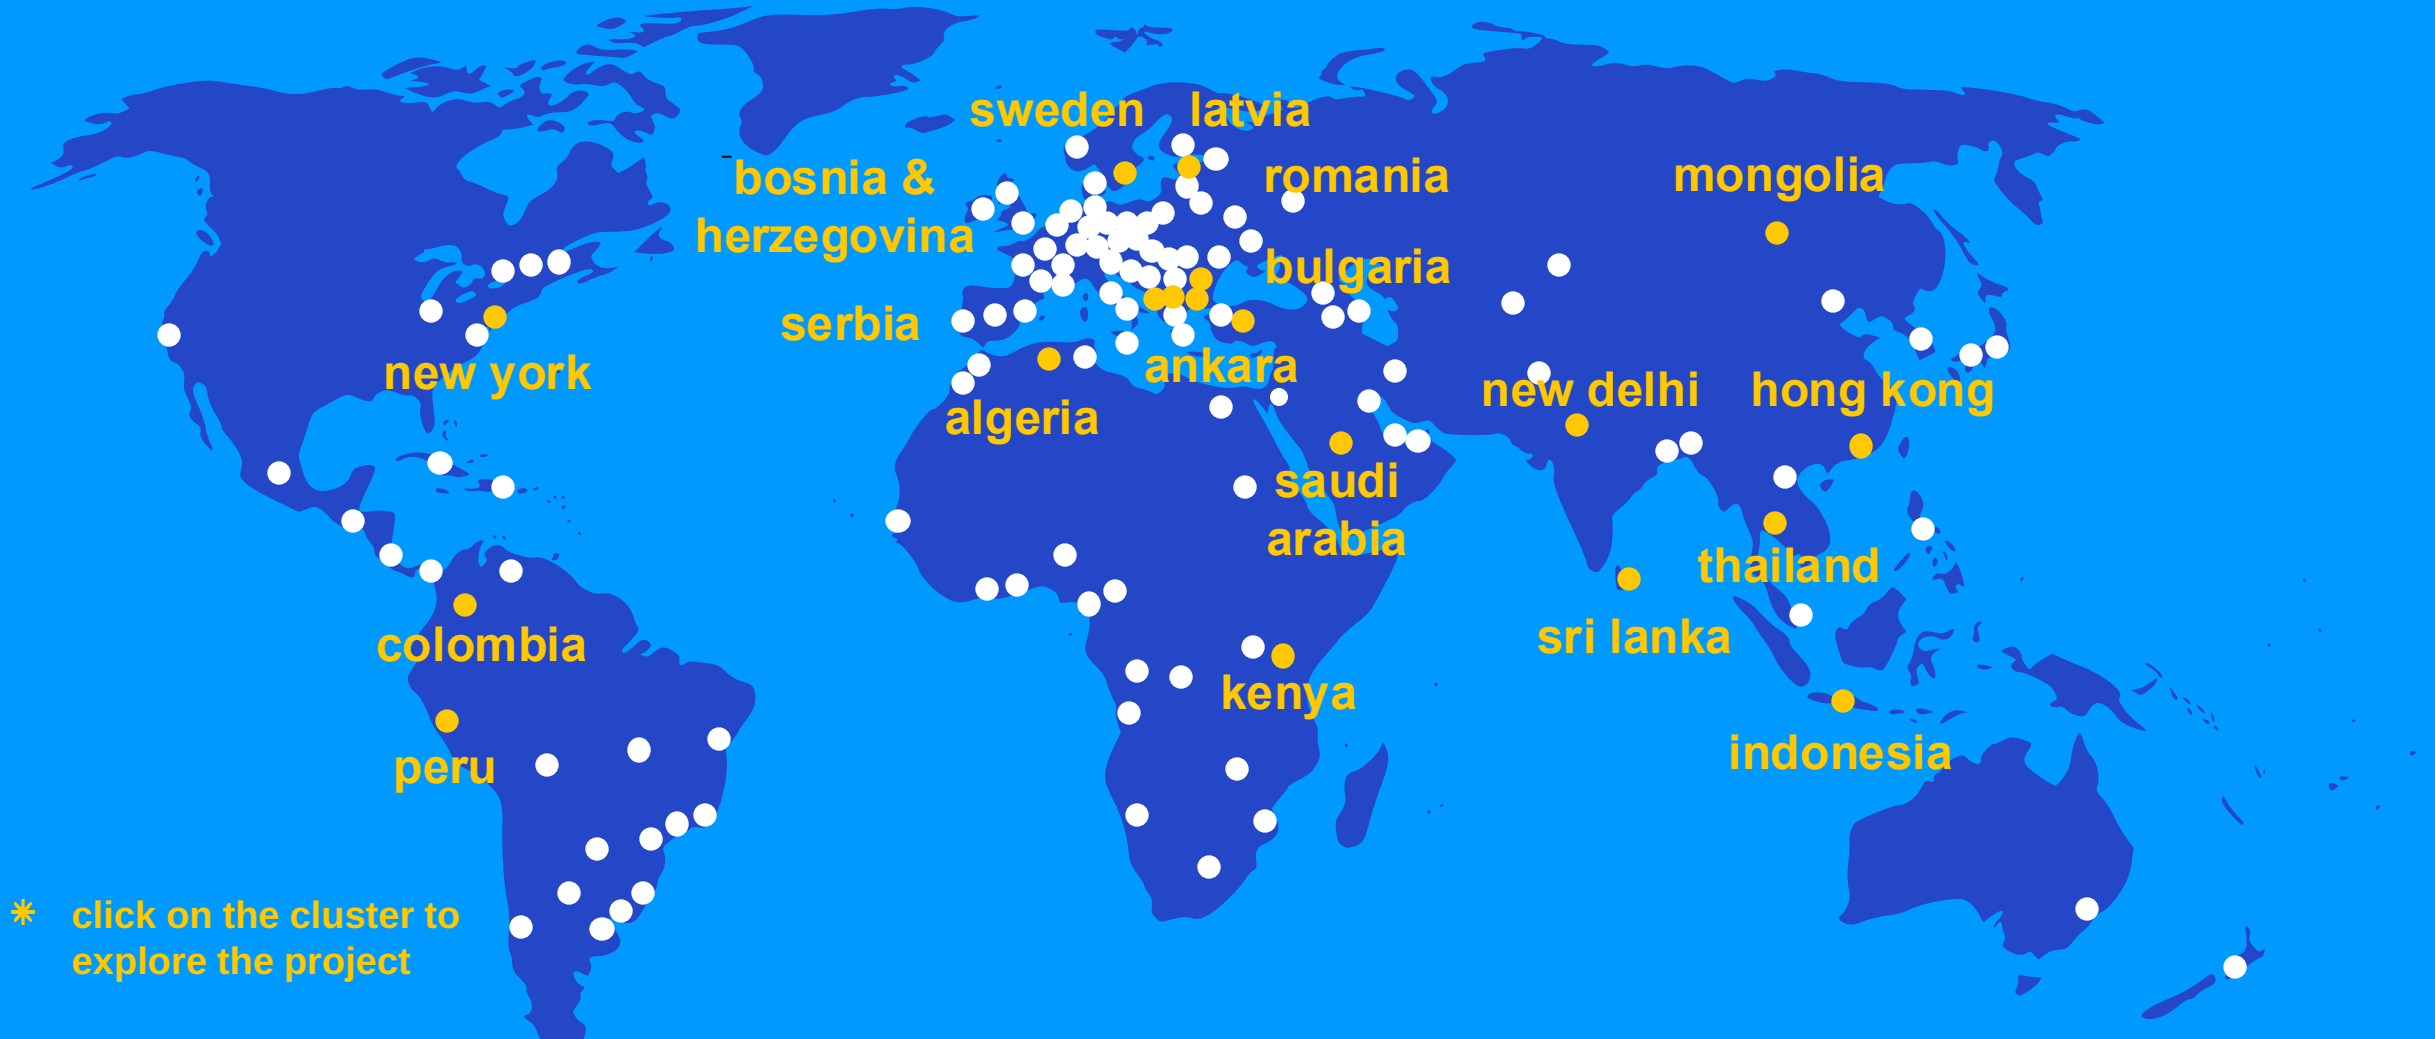 sweden
latvia
bosnia &
herzegovina
romania
mongolia
bulgaria
serbia
new york
ankara
algeria
new delhi
hong kong
saudi
arabia
thailand
sri lanka
colombia
kenya
peru
indonesia
click on the cluster to
explore the project